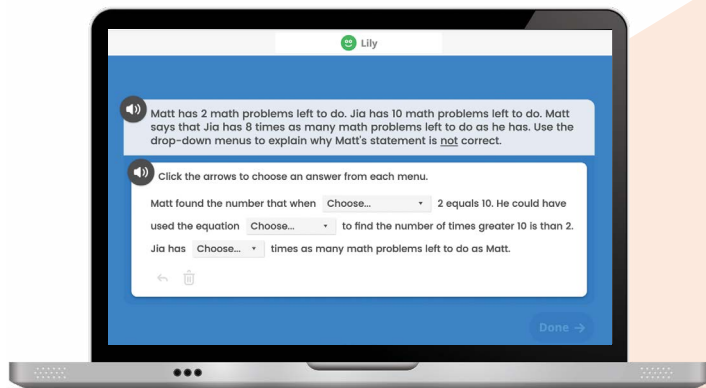 Lily
Matt has 2 math problems left to do. Jia has 10 math problems left to do. Matt
says that Jia has 8 times as many math problems left to do as he has. Use the
drop-down menus to explain why Matt's statement is not correct.
Click the arrows to choose an answer from each menu.
Matt found the number that when Choose... 2 equals 10. He could have
used the equation Choose... to find the number of times greater 10 is than 2.
Jia has Choose... times as many math problems left to do as Matt.
Done →